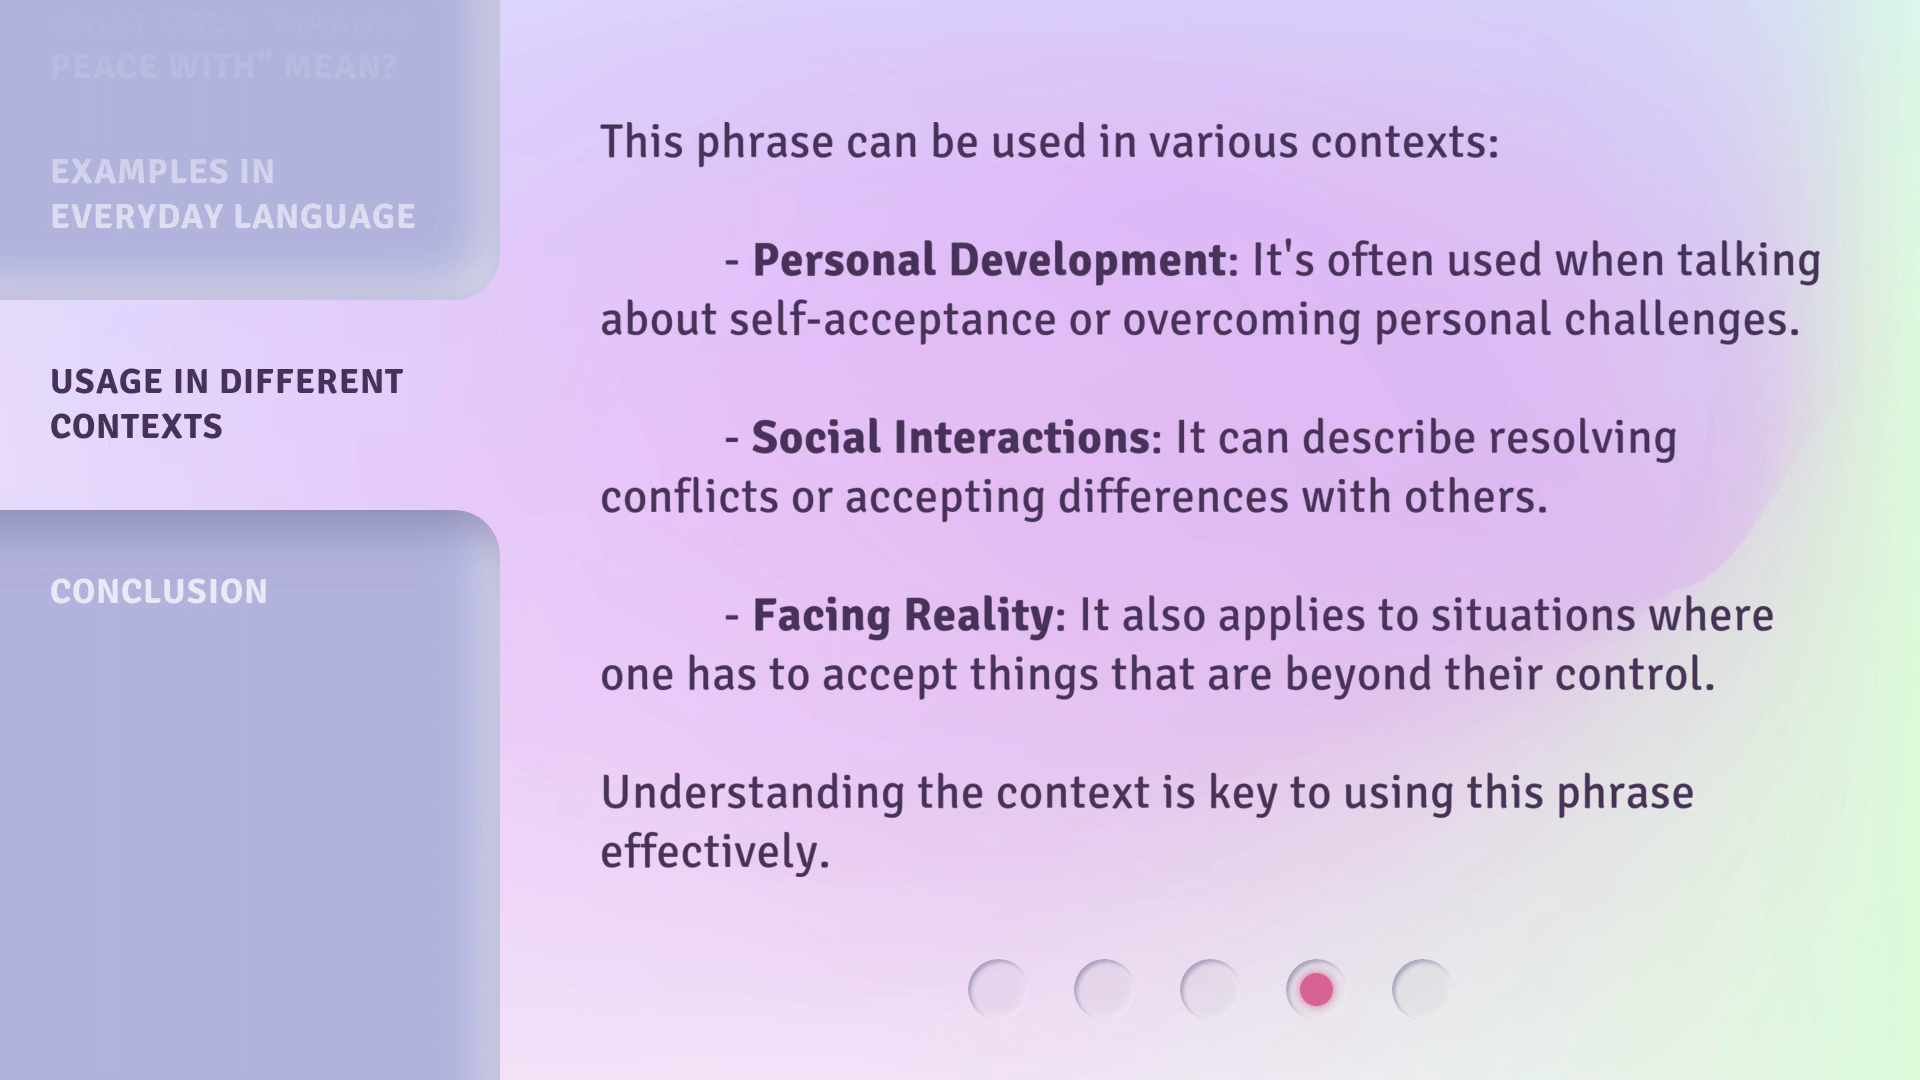 WHAT DOES "MAKING
PEACE WITH" MEAN?
EXAMPLES IN
EVERYDAY LANGUAGE
USAGE IN DIFFERENT
CONTEXTS
CONCLUSION
This phrase can be used in various contexts:
- Personal Development: It's often used when talking
about self-acceptance or overcoming personal challenges.
- Social Interactions: It can describe resolving
conflicts or accepting differences with others.
- Facing Reality: It also applies to situations where
one has to accept things that are beyond their control.
Understanding the context is key to using this phrase
effectively.